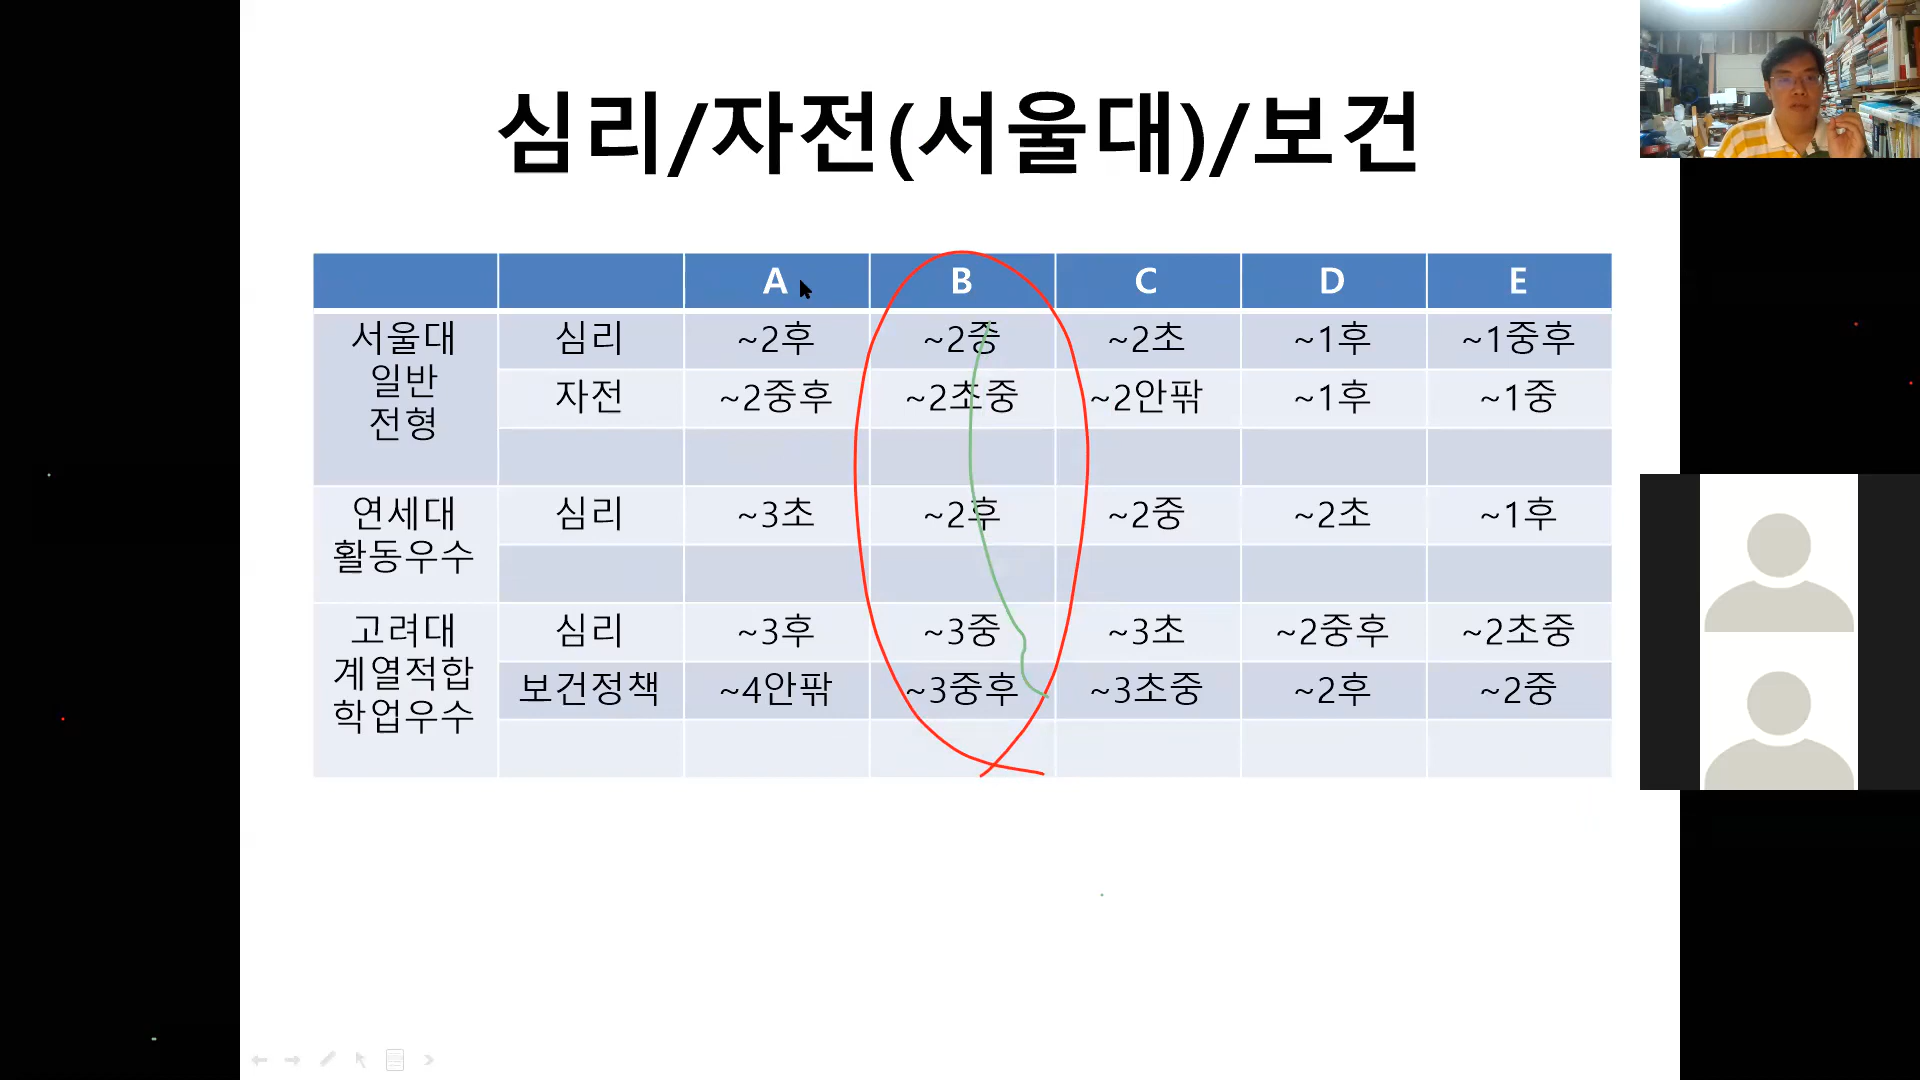 심리/자전(서울대)/보건
A B C D E
서울대
일반
전형
심리 ~2후 ~2중 ~2초 ~1후 ~1중후
자전 ~2중후 ~2초중 ~2안팎 ~1후 ~1중
연세대
활동우수
심리 ~3초 ~2후 ~2중 ~2초 ~1후
고려대
계열적합
학업우수
심리 ~3후 ~3중 ~3초 ~2중후 ~2초중
보건정책 ~4안팎 ~3중후 ~3초중 ~2후 ~2중